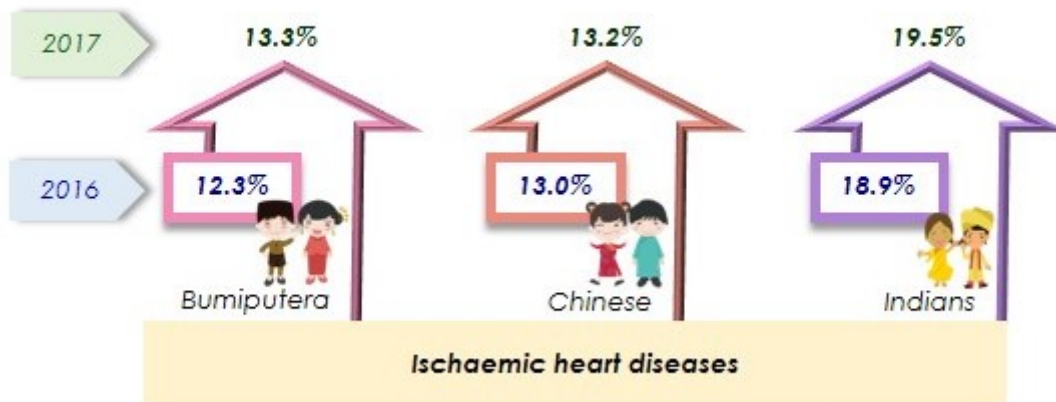 2017
13.3%
13.2%
19.5%
2016
12.3%
13.0%
18.9%
Bumiputera
Chinese
Indians
Ischaemic heart diseases